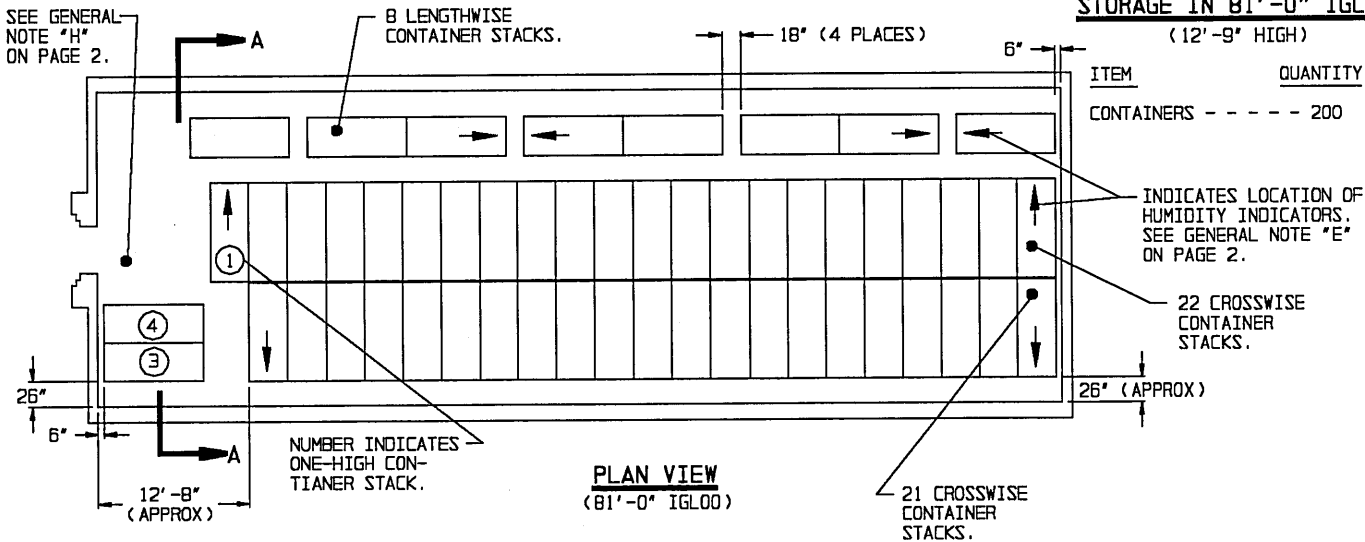 SEE GENERAL
NOTE "H"
ON PAGE 2.
A
8 LENGTHWISE
CONTAINER STACKS.
18" (4 PLACES)
6"
(12'-9" HIGH)
ITEM QUANTITY
CONTAINERS - - - - - 200
INDICATES LOCATION OF
HUMIDITY INDICATORS.
SEE GENERAL NOTE "E"
ON PAGE 2.
1
22 CROSSWISE
CONTAINER
STACKS.
4
3
26"
26" (APPROX)
6"
A
12'-8"
(APPROX)
NUMBER INDICATES
ONE-HIGH CON-
TIANER STACK.
PLAN VIEW
(81'-0" IGLOO)
21 CROSSWISE
CONTAINER
STACKS.